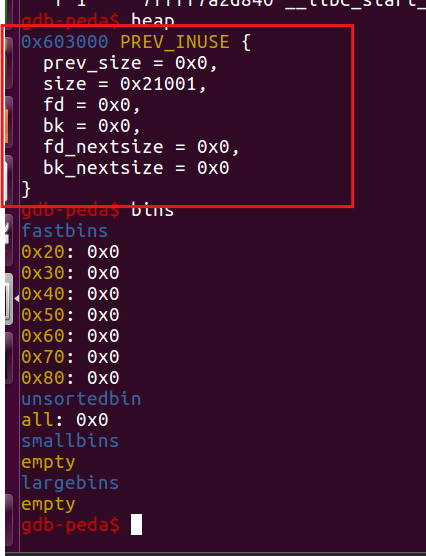 gdb-peda$ heap
0x603000 PREV_INUSE {
  prev_size = 0x0,
  size = 0x21001,
  fd = 0x0,
  bk = 0x0,
  fd_nextsize = 0x0,
  bk_nextsize = 0x0
}
gdb-peda$ bins
fastbins
0x20: 0x0
0x30: 0x0
0x40: 0x0
0x50: 0x0
0x60: 0x0
0x70: 0x0
0x80: 0x0
unsortedbin
all: 0x0
smallbins
empty
largebins
empty
gdb-peda$